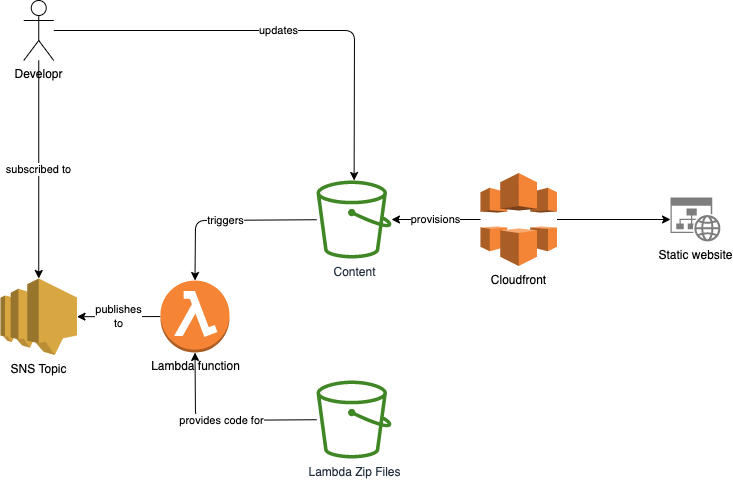 updates
Developr
subscribed to
triggers
provisions
Static website
Content
Cloudfront
publishes
to
Lambda function
SNS Topic
provides code for
Lambda Zip Files